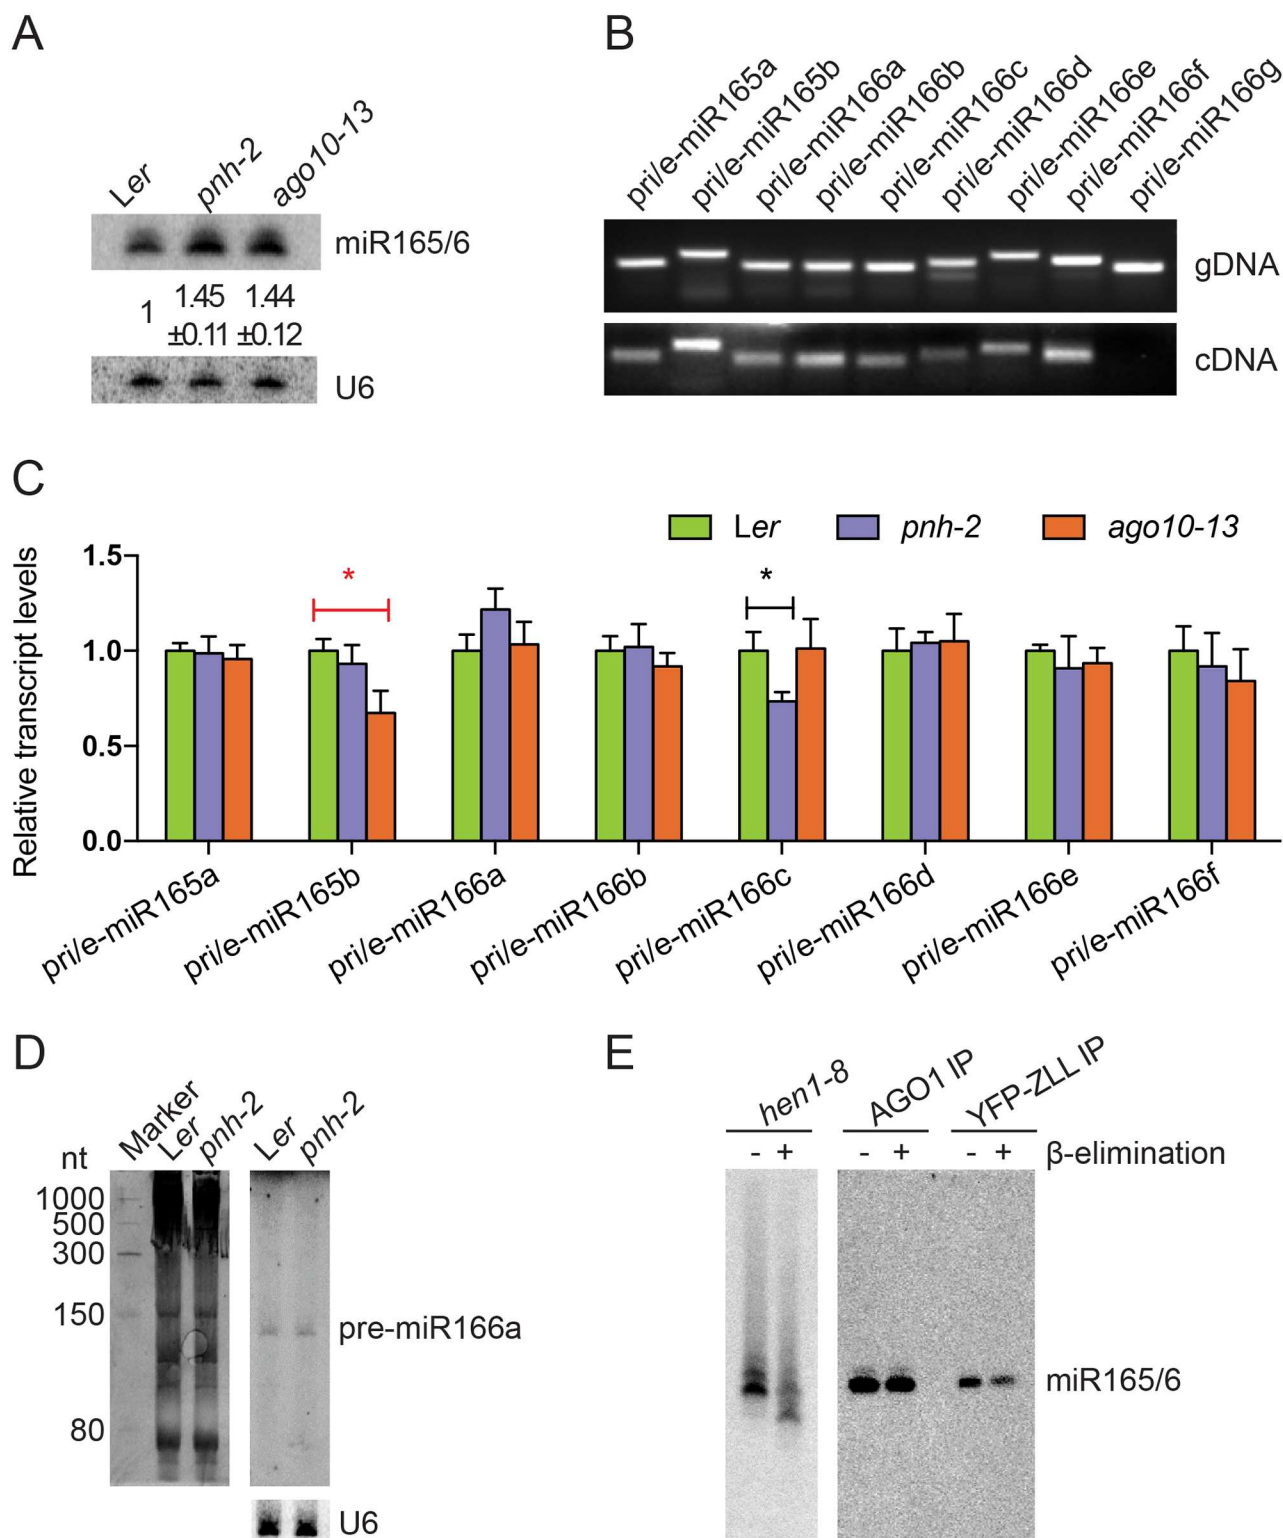 A
Ler
pnh-2
ago10-13
miR165/6
1
1.45
±0.11
1.44
±0.12
U6
B
pri/e-miR165a
pri/e-miR165b
pri/e-miR166a
pri/e-miR166b
pri/e-miR166c
pri/e-miR166d
pri/e-miR166e
pri/e-miR166f
pri/e-miR166g
gDNA
cDNA
C
Ler
pnh-2
ago10-13
Relative transcript levels
1.5
1.0
0.5
0.0
*
*
pri/e-miR165a
pri/e-miR165b
pri/e-miR166a
pri/e-miR166b
pri/e-miR166c
pri/e-miR166d
pri/e-miR166e
pri/e-miR166f
D
nt
Marker
Ler
pnh-2
Ler
pnh-2
1000
500
300
150
80
pre-miR166a
U6
E
hen1-8
AGO1 IP
YFP-ZLL IP
- + - + - + β-elimination
miR165/6